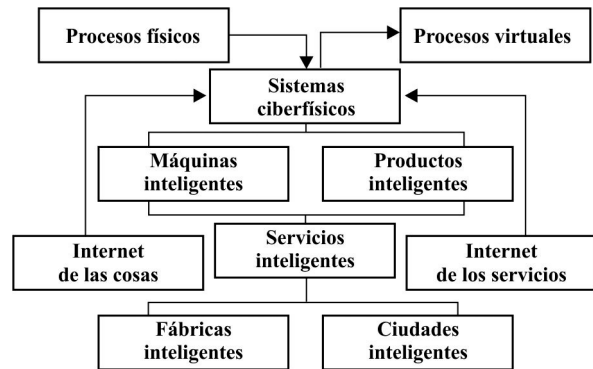 Procesos físicos
Procesos virtuales
Sistemas
ciberfísicos
Máquinas
inteligentes
Productos
inteligentes
Internet
de las cosas
Servicios
inteligentes
Internet
de los servicios
Fábricas
inteligentes
Ciudades
inteligentes